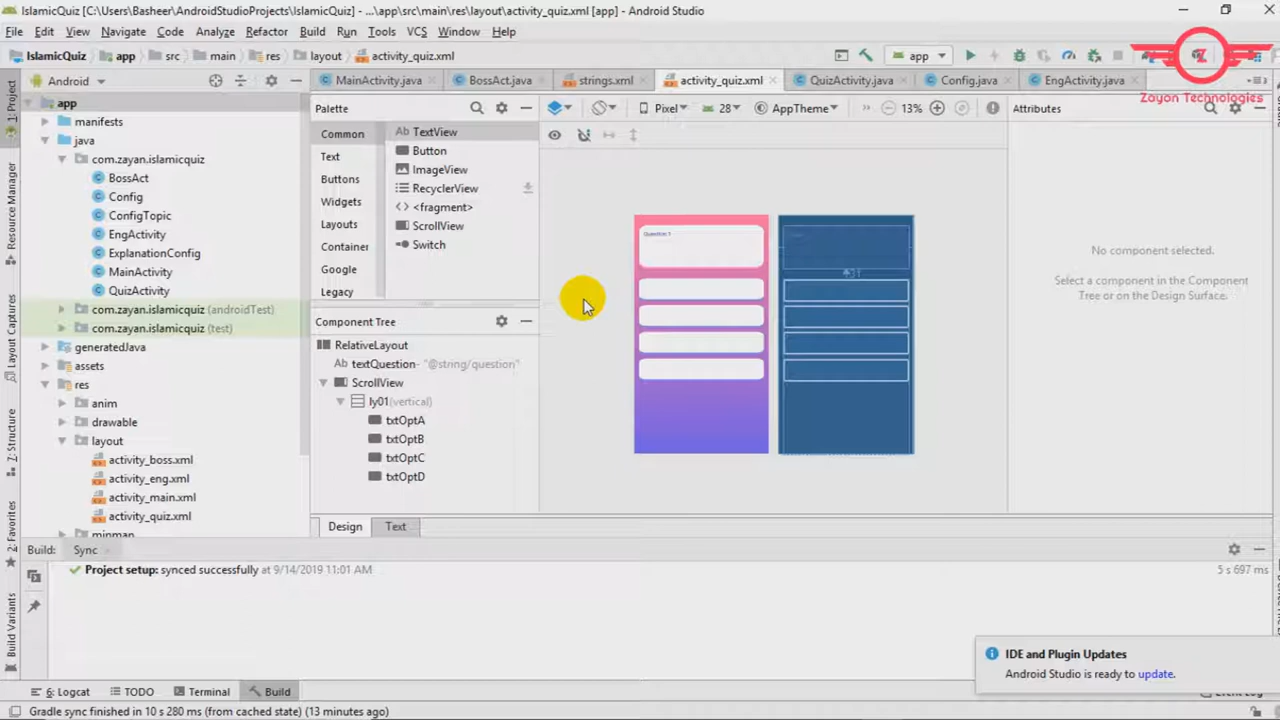 IslamicQuiz [C:\Users\Basheer\AndroidStudioProjects\IslamicQuiz] - ...\app\src\main\res\layout\activity_quiz.xml [app] - Android Studio
File Edit View Navigate Code Analyze Refactor Build Run Tools VCS Window Help
IslamicQuiz app src main res layout activity_quiz.xml app
Zayon Technologies
Android MainActivity.java BossAct.java strings.xml activity_quiz.xml QuizActivity.java Config.java EngActivity.java
1: Project
Resource Manager
Layout Captures
Z: Structure
2: Favorites
Build Variants
app
manifests
java
com.zayan.islamicquiz
BossAct
Config
ConfigTopic
EngActivity
ExplanationConfig
MainActivity
QuizActivity
com.zayan.islamicquiz (androidTest)
com.zayan.islamicquiz (test)
generatedJava
assets
res
anim
drawable
layout
activity_boss.xml
activity_eng.xml
activity_main.xml
activity_quiz.xml
minman
Palette
Common
Text
Buttons
Widgets
Layouts
Container
Google
Legacy
Ab TextView
Button
ImageView
RecyclerView
<fragment>
ScrollView
Switch
Pixel 28 AppTheme 13%
Question 1
Component Tree
RelativeLayout
Ab textQuestion- "@string/question"
ScrollView
ly01(vertical)
txtOptA
txtOptB
txtOptC
txtOptD
Design Text
Attributes
No component selected.
Select a component in the Component
Tree or on the Design Surface.
Build: Sync
Project setup: synced successfully at 9/14/2019 11:01 AM 5 s 697 ms
IDE and Plugin Updates
Android Studio is ready to update.
6: Logcat TODO Terminal Build
Gradle sync finished in 10 s 280 ms (from cached state) (13 minutes ago)